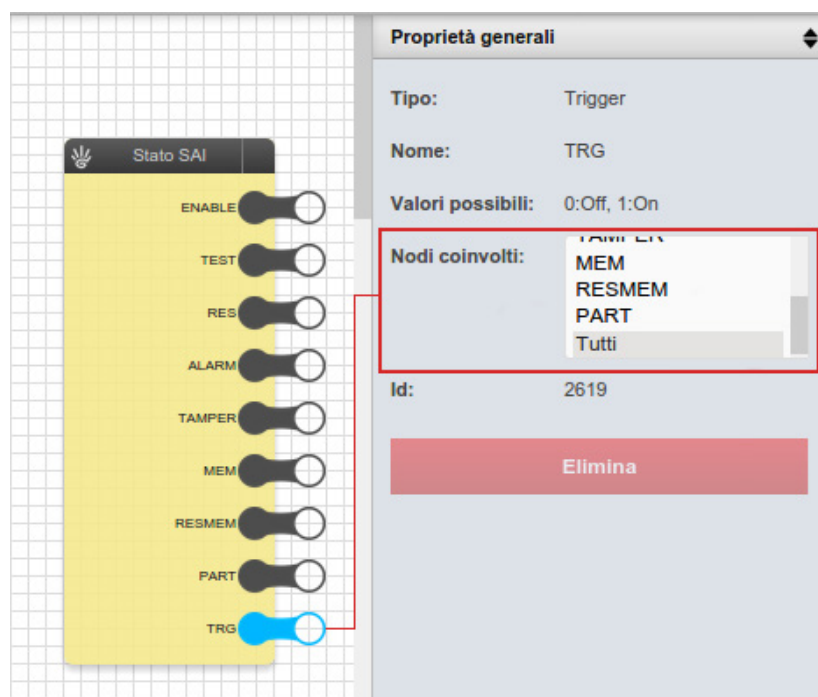 Stato SAI
ENABLE
TEST
RES
ALARM
TAMPER
MEM
RESMEM
PART
TRG
Proprietà generali
Tipo: Trigger
Nome: TRG
Valori possibili: 0:Off, 1:On
Nodi coinvolti:
TAMPER
MEM
RESMEM
PART
Tutti
Id: 2619
Elimina